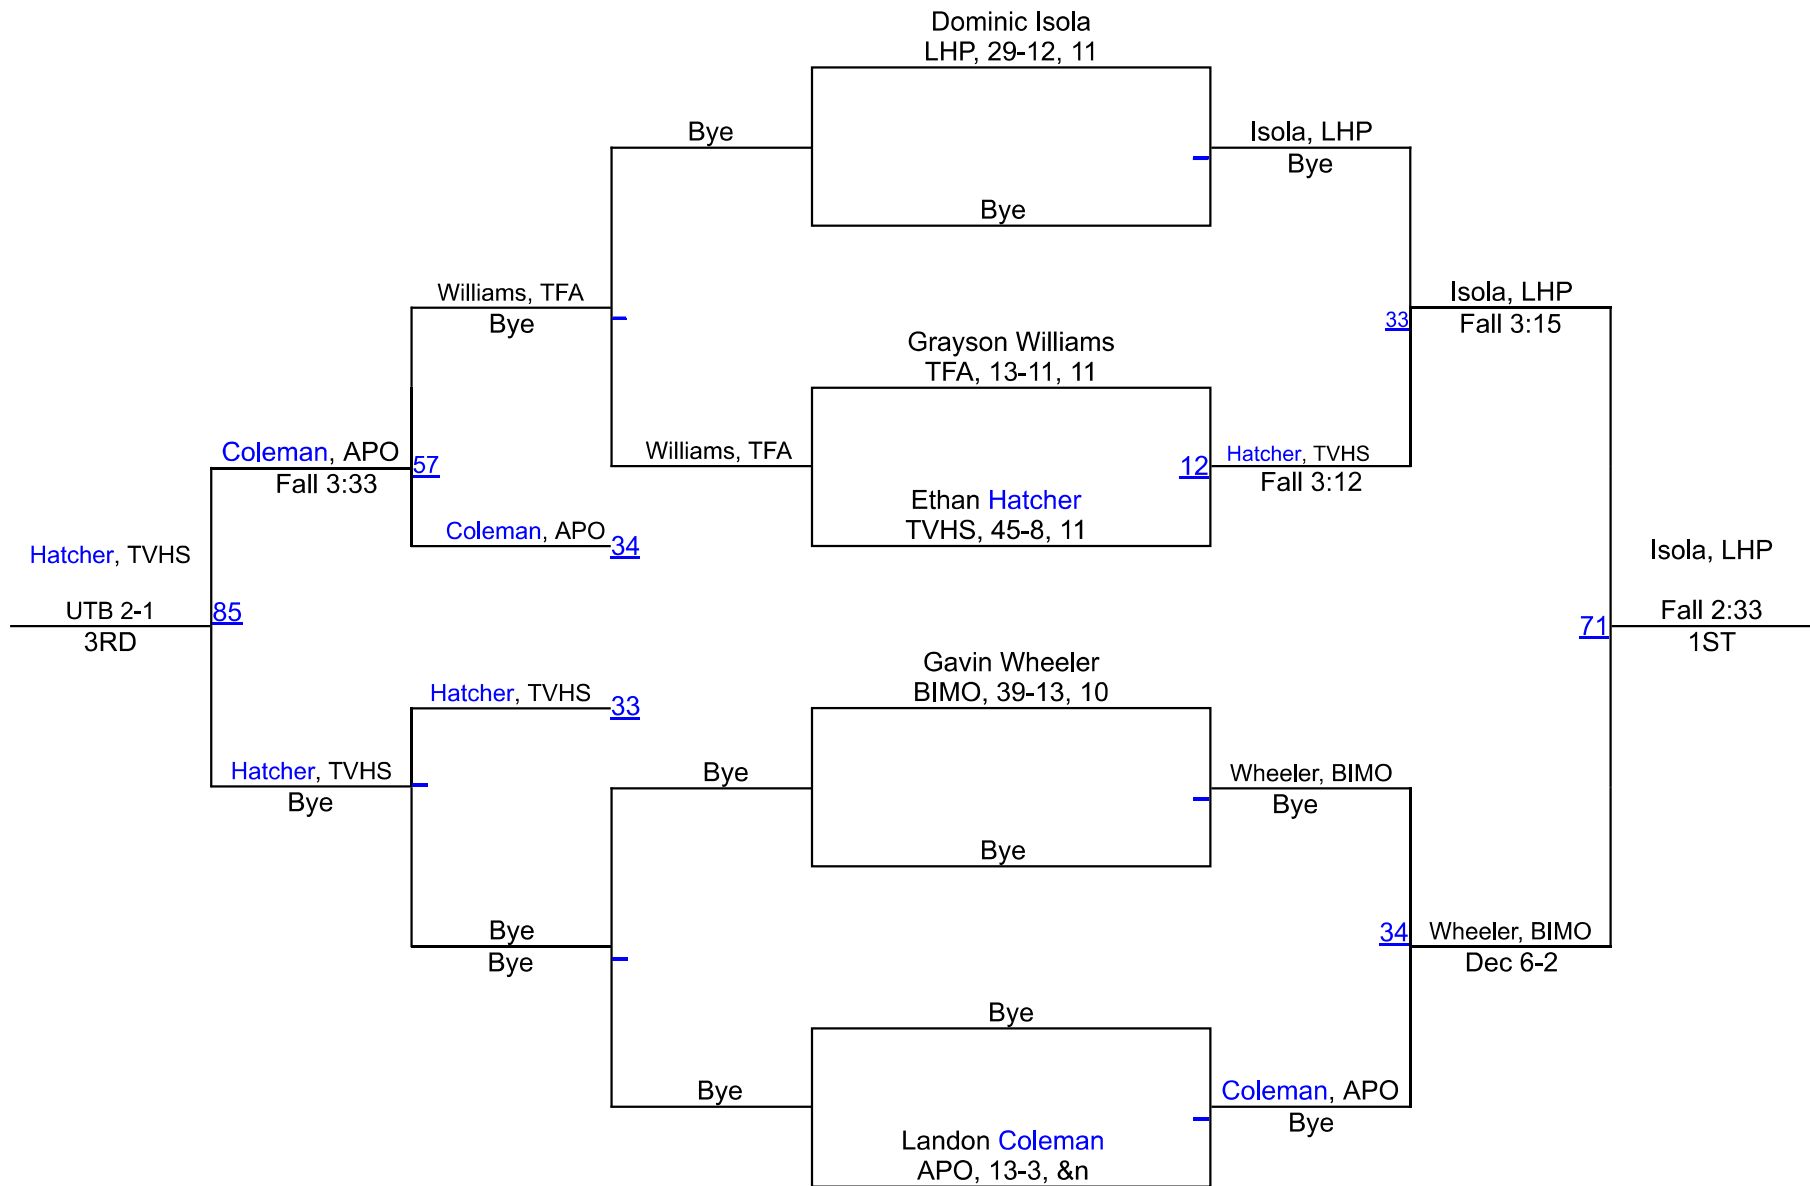 Dominic Isola
LHP, 29-12, 11
Bye
Isola, LHP
Bye
Bye
Williams, TFA
Bye
Isola, LHP
33
Fall 3:15
Grayson Williams
TFA, 13-11, 11
Coleman, APO
57
Fall 3:33
Williams, TFA
12
Hatcher, TVHS
Fall 3:12
Ethan Hatcher
TVHS, 45-8, 11
Coleman, APO
34
Hatcher, TVHS
Isola, LHP
UTB 2-1
85
3RD
71
Fall 2:33
1ST
Gavin Wheeler
BIMO, 39-13, 10
Hatcher, TVHS
33
Hatcher, TVHS
Bye
Bye
Wheeler, BIMO
Bye
Bye
Bye
Bye
34
Wheeler, BIMO
Dec 6-2
Bye
Bye
Coleman, APO
Bye
Landon Coleman
APO, 13-3, &n